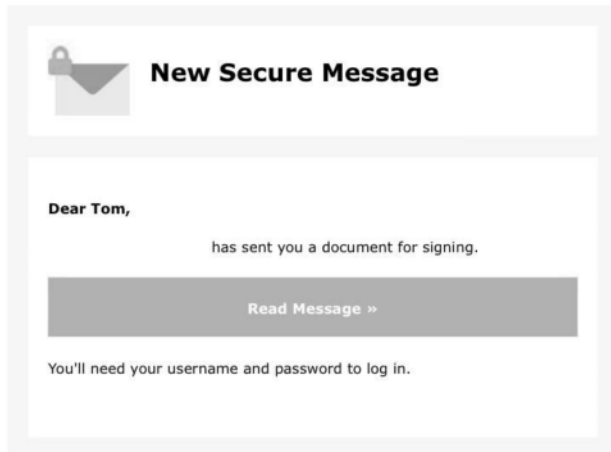 New Secure Message
Dear Tom,
has sent you a document for signing.
Read Message »
You'll need your username and password to log in.